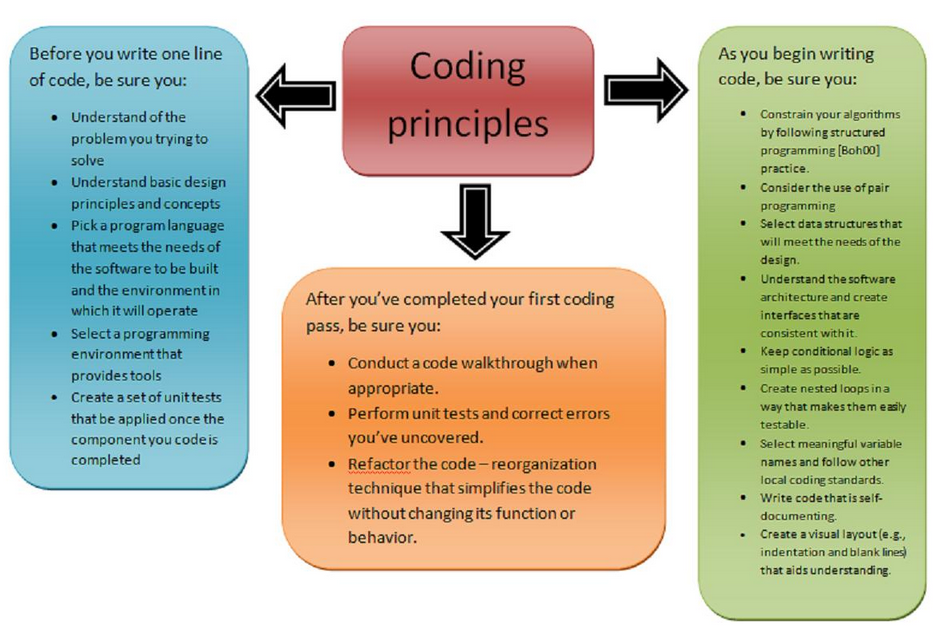 Coding
principles
Before you write one line
of code, be sure you:
• Understand of the
problem you trying to
solve
• Understand basic design
principles and concepts
• Pick a program language
that meets the needs of
the software to be built
and the environment in
which it will operate
• Select a programming
environment that
provides tools
• Create a set of unit tests
that be applied once the
component you code is
completed
After you’ve completed your first coding
pass, be sure you:
• Conduct a code walkthrough when
appropriate.
• Perform unit tests and correct errors
you’ve uncovered.
• Refactor the code – reorganization
technique that simplifies the code
without changing its function or
behavior.
As you begin writing
code, be sure you:
• Constrain your algorithms
by following structured
programming [Boh00]
practice.
• Consider the use of pair
programming
• Select data structures that
will meet the needs of the
design.
• Understand the software
architecture and create
interfaces that are
consistent with it.
• Keep conditional logic as
simple as possible.
• Create nested loops in a
way that makes them easily
testable.
• Select meaningful variable
names and follow other
local coding standards.
• Write code that is self-
documenting.
• Create a visual layout (e.g.,
indentation and blank lines)
that aids understanding.